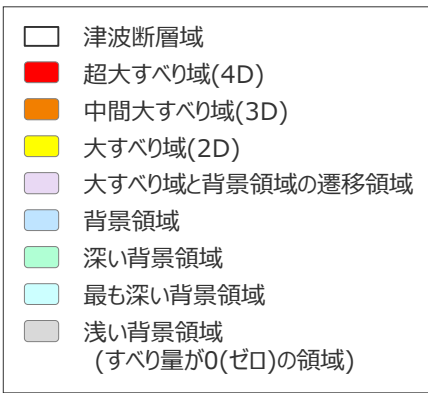 津波断層域
超大すべり域(4D)
中間大すべり域(3D)
大すべり域(2D)
大すべり域と背景領域の遷移領域
背景領域
深い背景領域
最も深い背景領域
浅い背景領域
(すべり量が0(ゼロ)の領域)